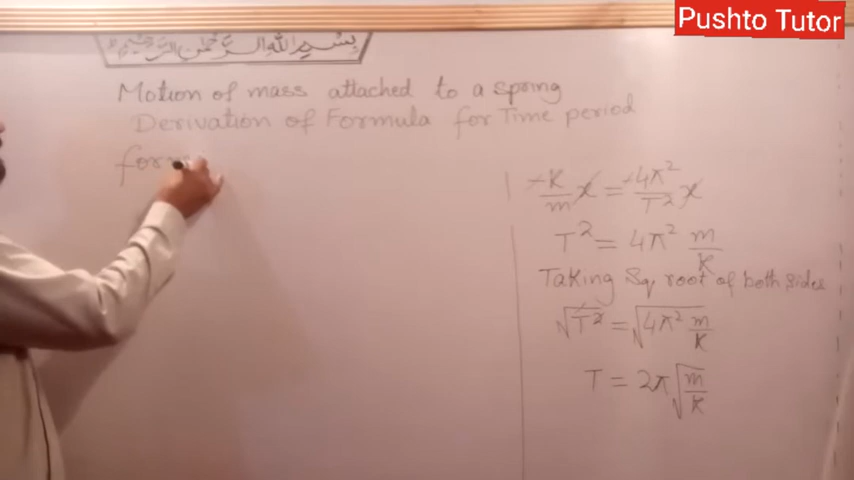 Pushto Tutor
بسم الله الرحمن الرحيم
Motion of mass attached to a spring
Derivation of Formula for Time period
for
-K/m x = -4π²/T² x
T² = 4π² m/K
Taking Sq root of both sides
√T² = √4π² m/K
T = 2π√m/K